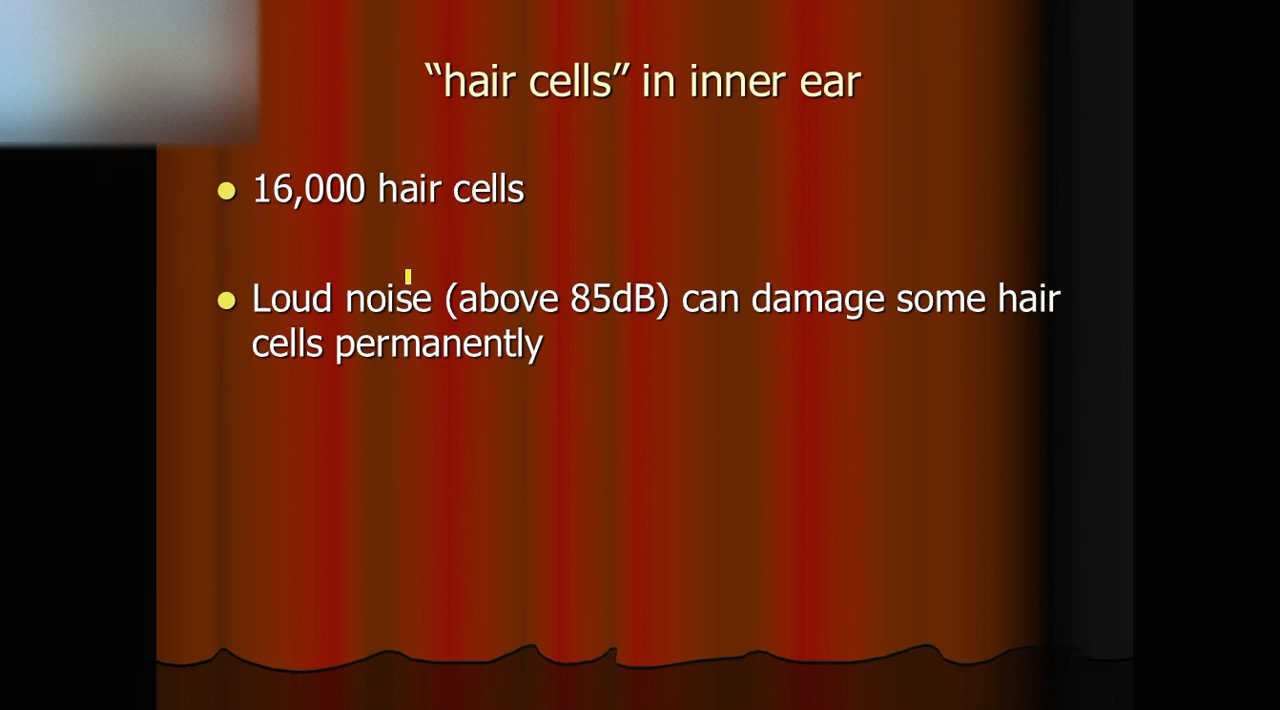 “hair cells” in inner ear
16,000 hair cells
Loud noise (above 85dB) can damage some hair
cells permanently